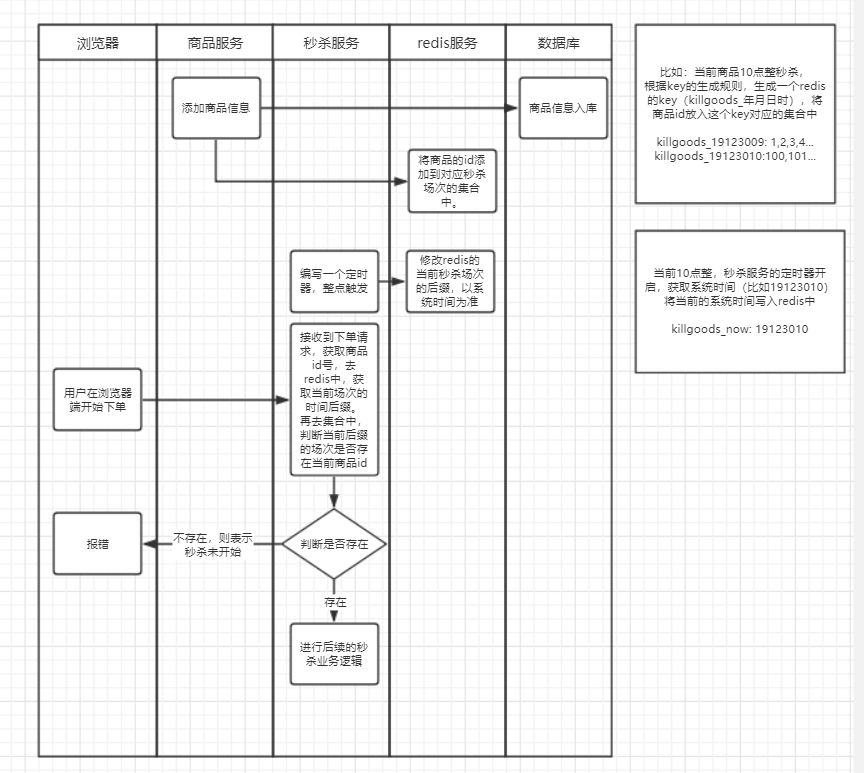 浏览器
商品服务
秒杀服务
redis服务
数据库
添加商品信息
商品信息入库
将商品的id添
加到对应秒杀
场次的集合
中。
编写一个定时
器，整点触发
修改redis的
当前秒杀场次
的后缀，以系
统时间为准
接收到下单请
求，获取商品
id号，去
redis中，获
取当前场次的
时间后缀。
再去集合中，
判断当前后缀
的场次是否存
在当前商品id
用户在浏览器
端开始下单
判断是否存在
不存在，则表示
秒杀未开始
报错
存在
进行后续的秒
杀业务逻辑
比如：当前商品10点整秒杀，
根据key的生成规则，生成一个redis
的key（killgoods_年月日时），将
商品id放入这个key对应的集合中
killgoods_19123009: 1,2,3,4...
killgoods_19123010:100,101...
当前10点整，秒杀服务的定时器开
启，获取系统时间（比如19123010）
将当前的系统时间写入redis中
killgoods_now: 19123010